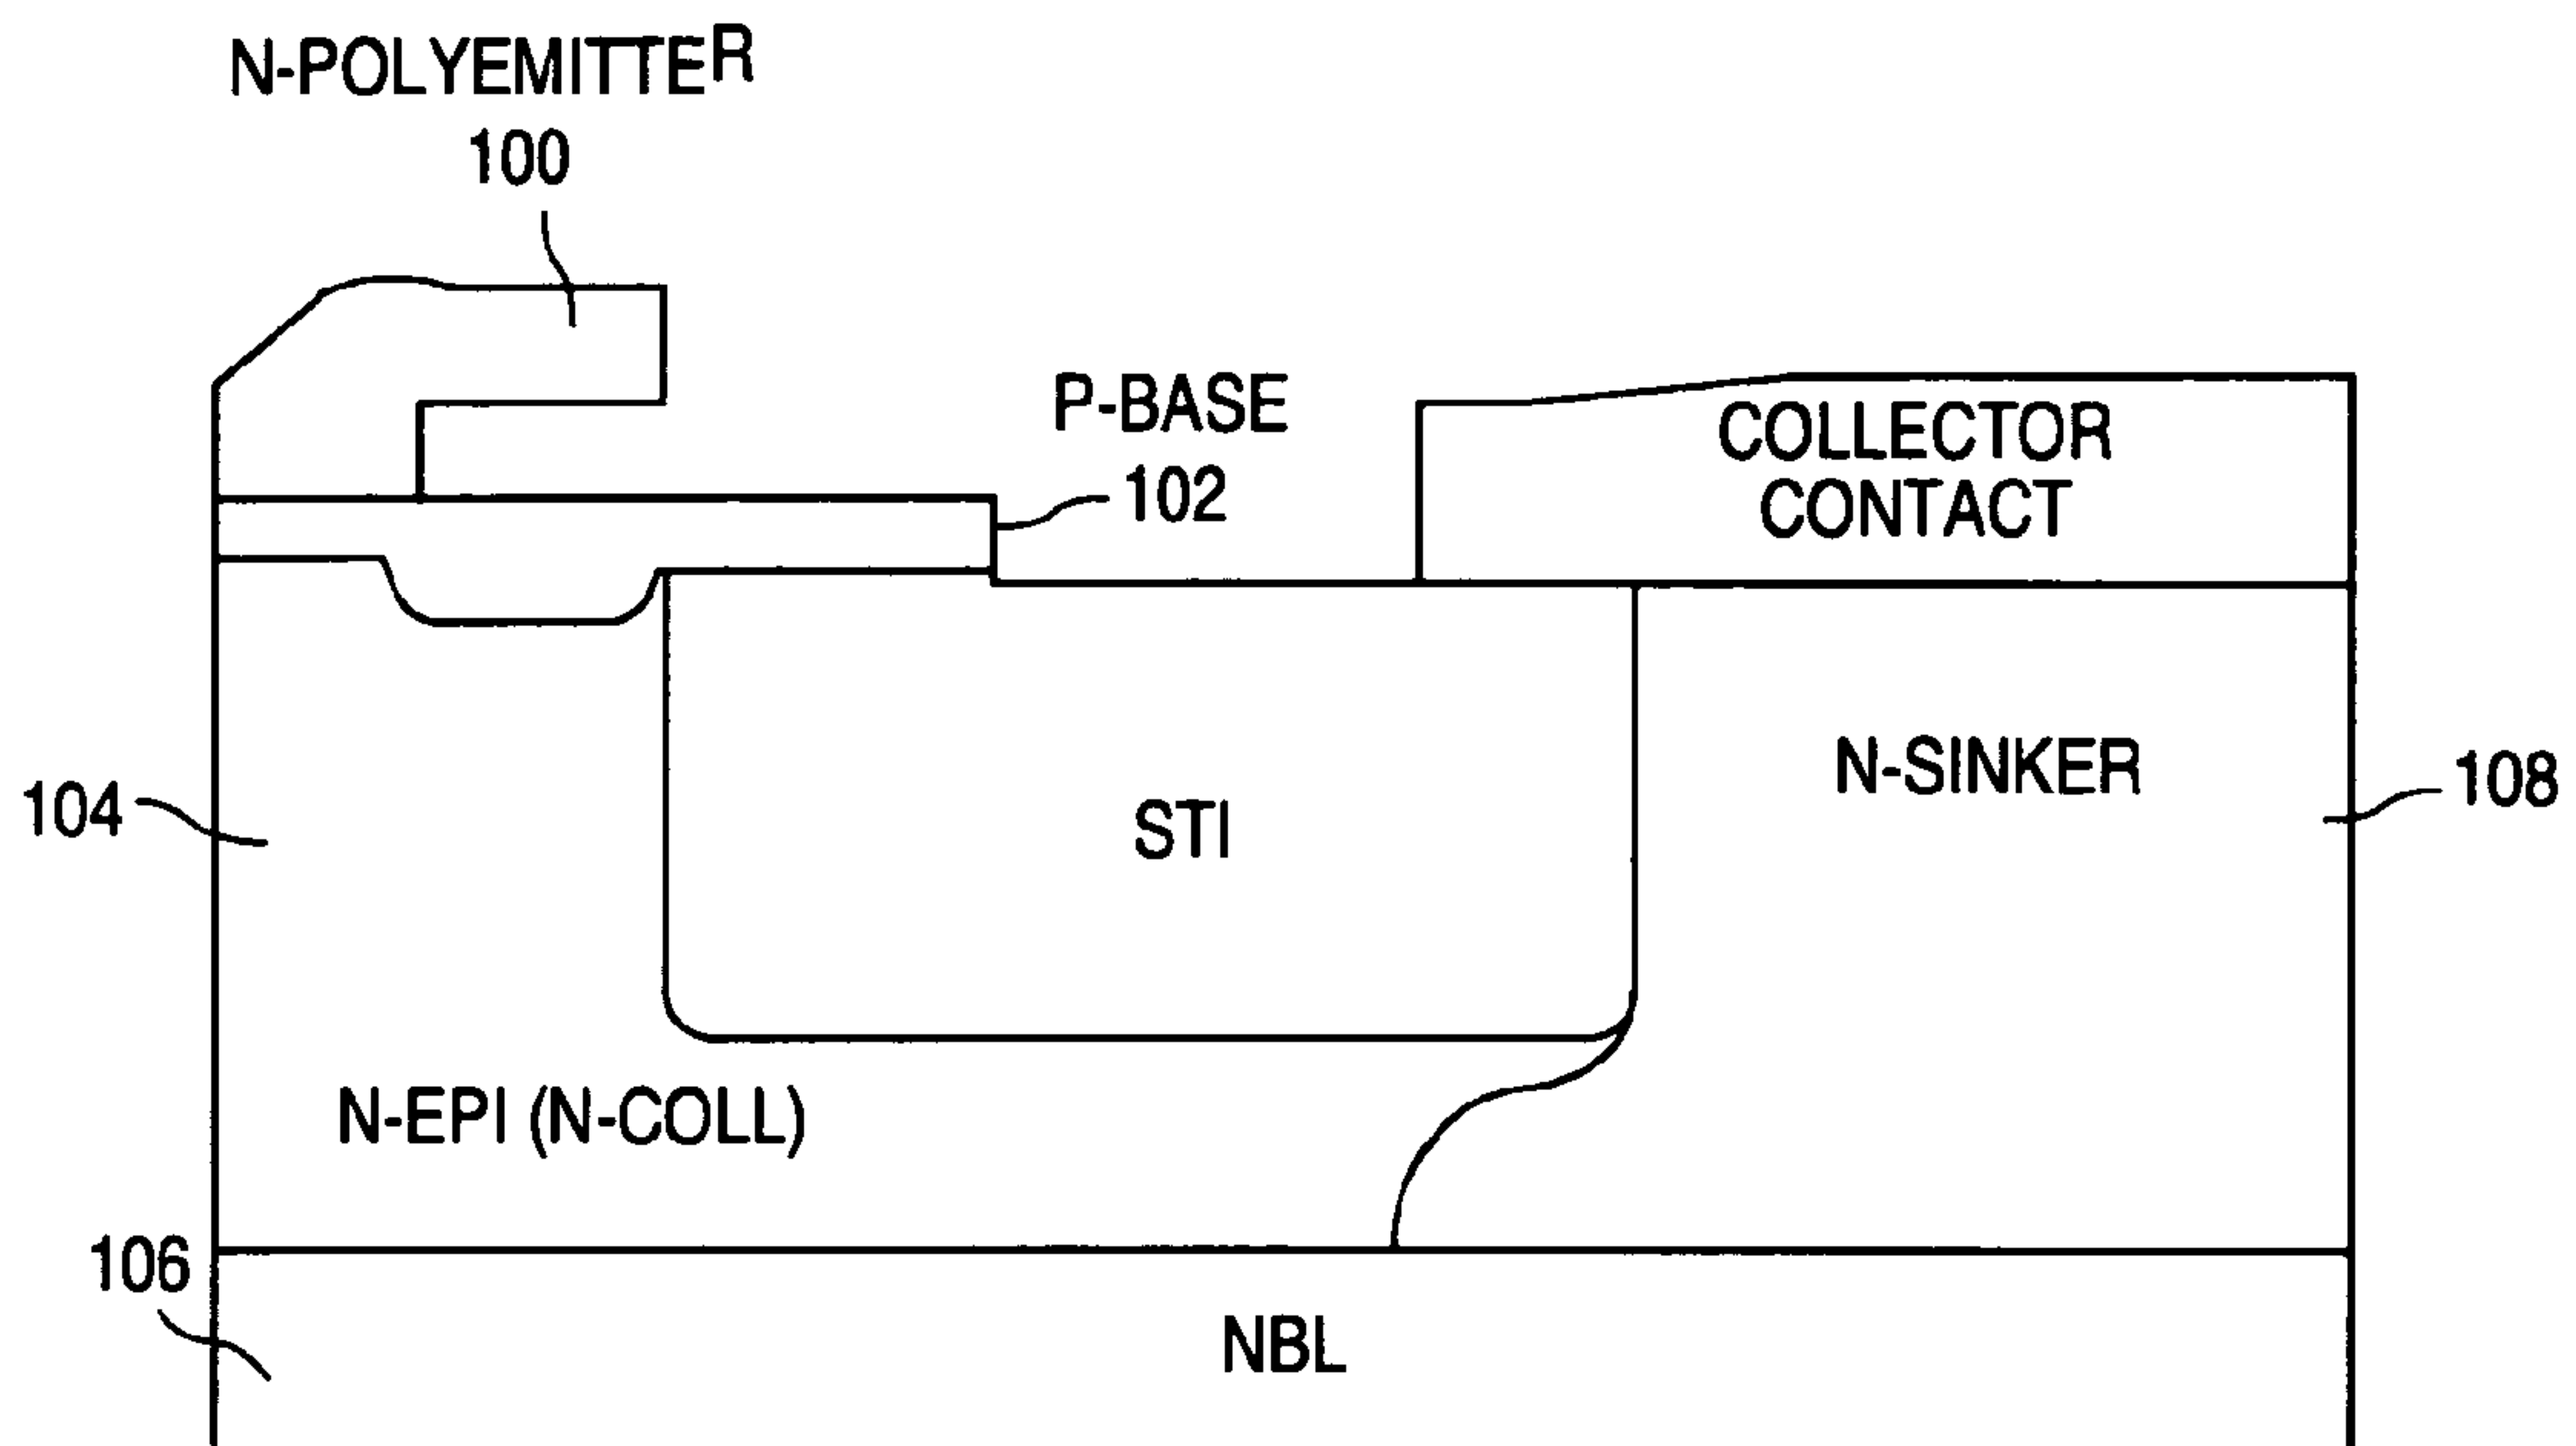 N-POLYEMITTER
100
P-BASE
102
COLLECTOR
CONTACT
104
STI
N-SINKER
108
N-EPI (N-COLL)
106
NBL